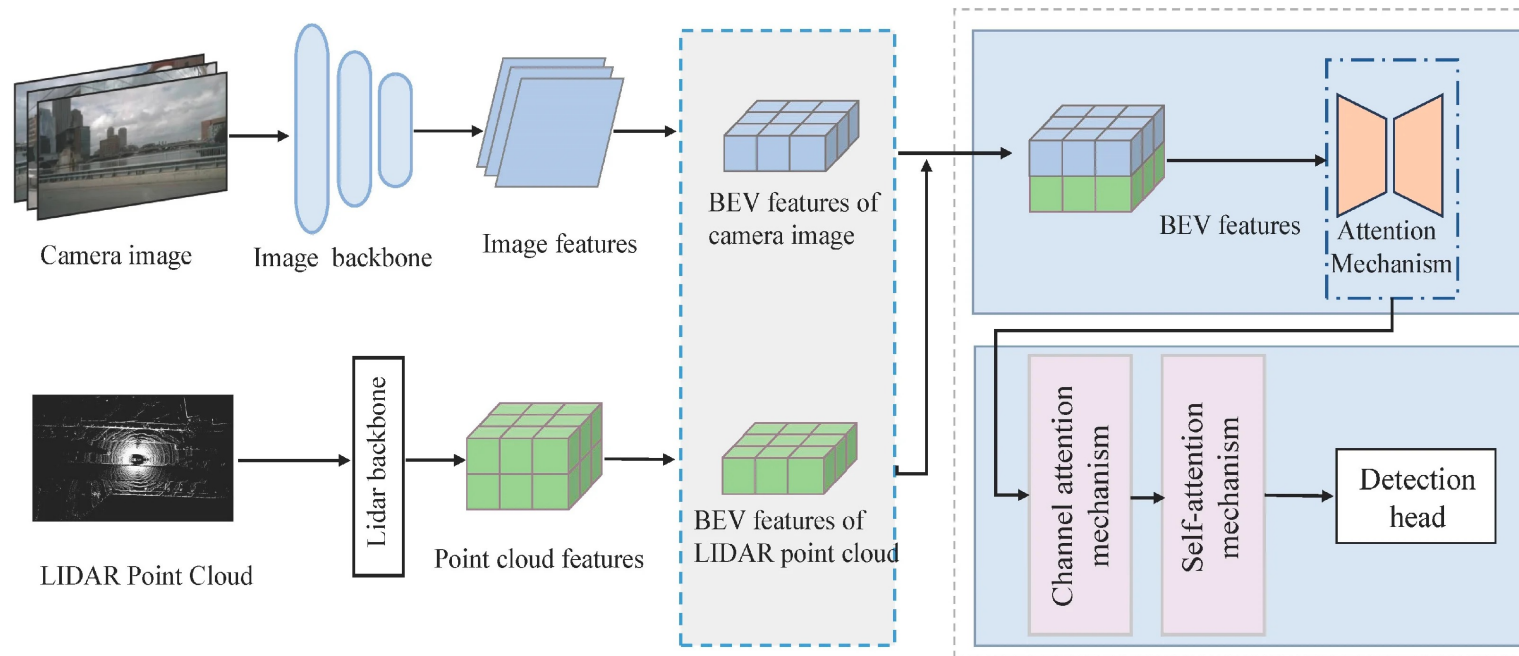 Camera image
Image backbone
Image features
BEV features of
camera image
BEV features
Attention
Mechanism
LIDAR Point Cloud
Lidar backbone
Point cloud features
BEV features of
LIDAR point cloud
Channel attention
mechanism
Self-attention
mechanism
Detection
head